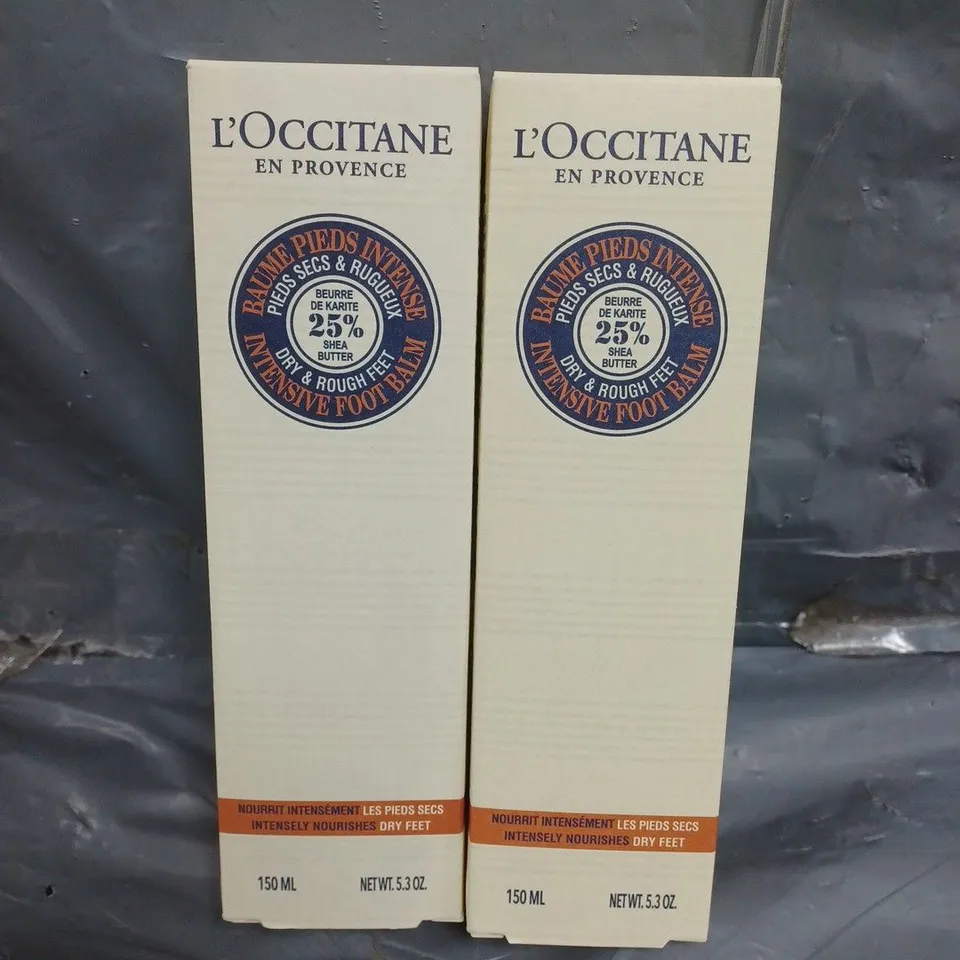 L'OCCITANE
EN PROVENCE
BAUME PIEDS INTENSE
PIEDS SECS & RUGUEUX
BEURRE
DE KARITE
25%
SHEA
BUTTER
DRY & ROUGH FEET
INTENSIVE FOOT BALM
NOURRIT INTENSÉMENT LES PIEDS SECS
INTENSELY NOURISHES DRY FEET
150 ML NET WT. 5.3 OZ.
L'OCCITANE
EN PROVENCE
BAUME PIEDS INTENSE
PIEDS SECS & RUGUEUX
BEURRE
DE KARITE
25%
SHEA
BUTTER
DRY & ROUGH FEET
INTENSIVE FOOT BALM
NOURRIT INTENSÉMENT LES PIEDS SECS
INTENSELY NOURISHES DRY FEET
150 ML NET WT. 5.3 OZ.